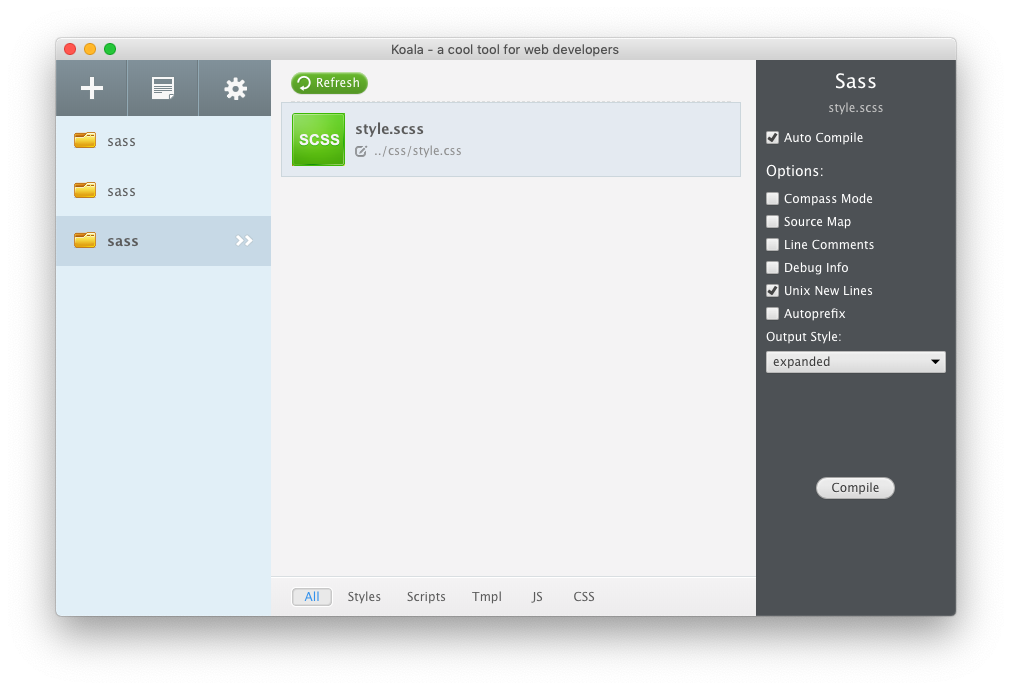 Koala - a cool tool for web developers
sass
sass
sass
Refresh
SCSS
style.scss
../css/style.css
All Styles Scripts Tmpl JS CSS
Sass
style.scss
Auto Compile
Options:
Compass Mode
Source Map
Line Comments
Debug Info
Unix New Lines
Autoprefix
Output Style:
expanded
Compile